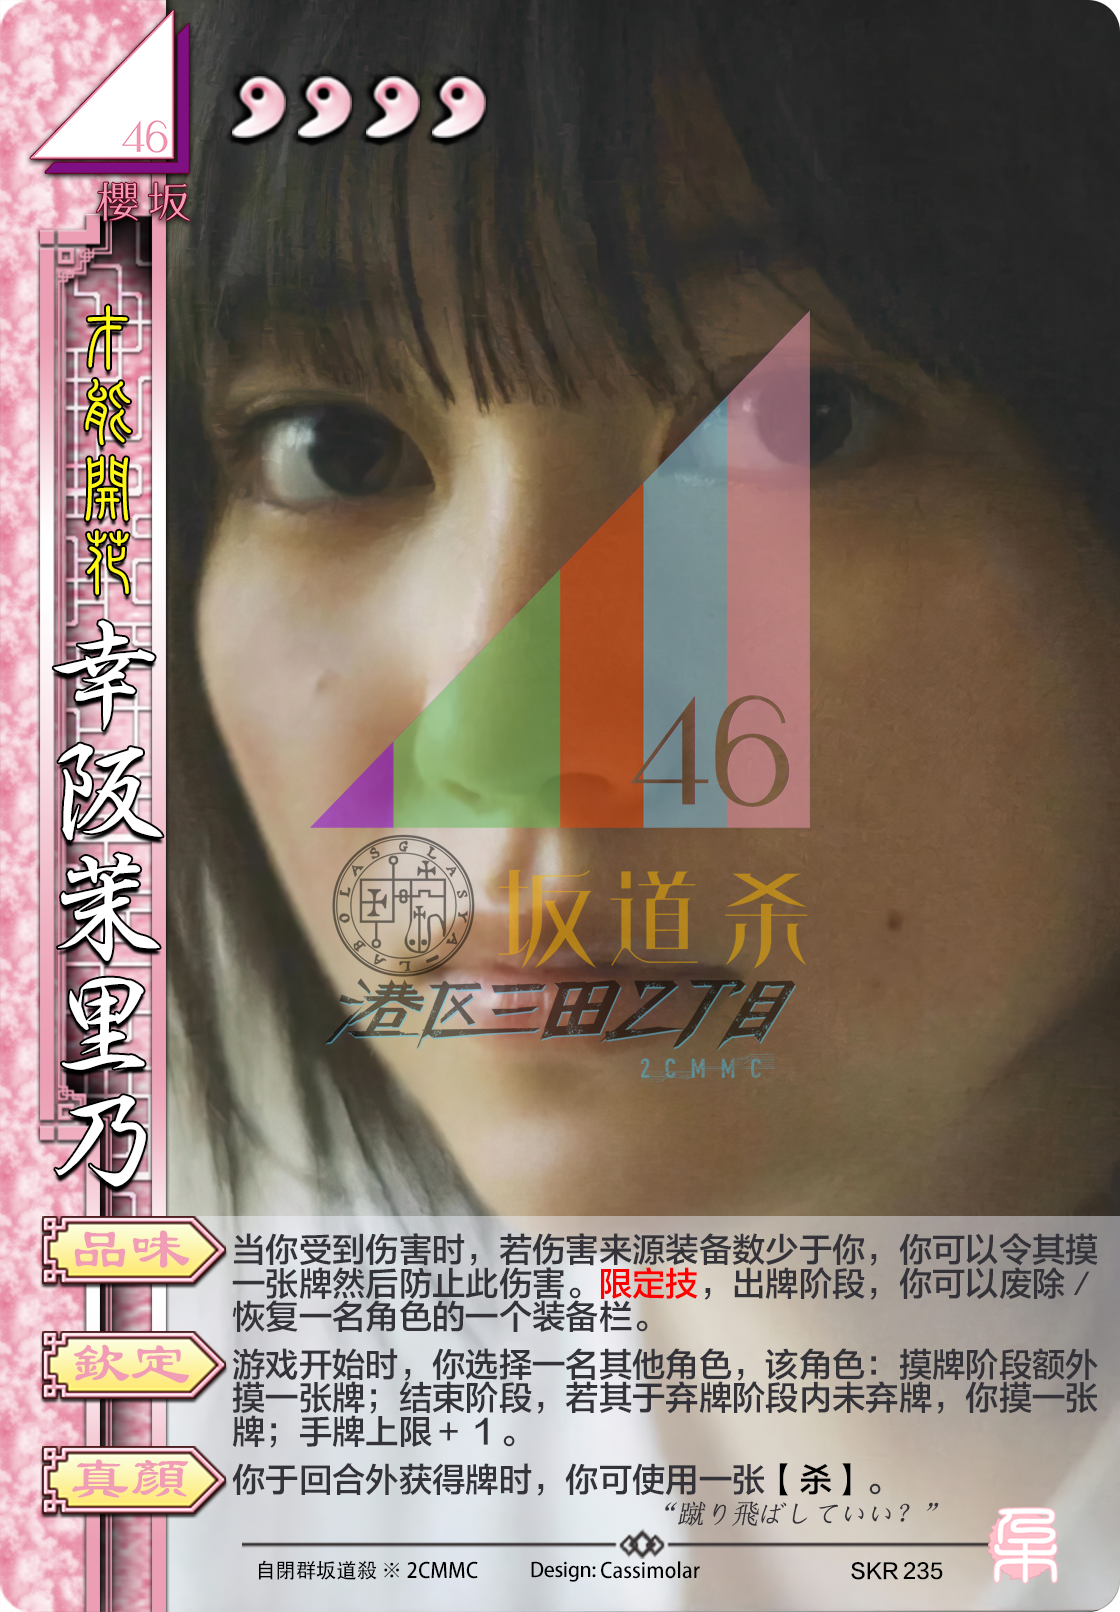 46
櫻坂
才能開花
幸阪茉里乃
46
GLASYA-LABOLAS
坂道杀
港区三田2丁目
2CMMC
品味
当你受到伤害时，若伤害来源装备数少于你，你可以令其摸
一张牌然后防止此伤害。限定技，出牌阶段，你可以废除／
恢复一名角色的一个装备栏。
欽定
游戏开始时，你选择一名其他角色，该角色：摸牌阶段额外
摸一张牌；结束阶段，若其于弃牌阶段内未弃牌，你摸一张
牌；手牌上限＋１。
真顏
你于回合外获得牌时，你可使用一张【杀】。
“蹴り飛ばしていい？”
自閉群坂道殺 ※ 2CMMC
Design: Cassimolar
SKR 235